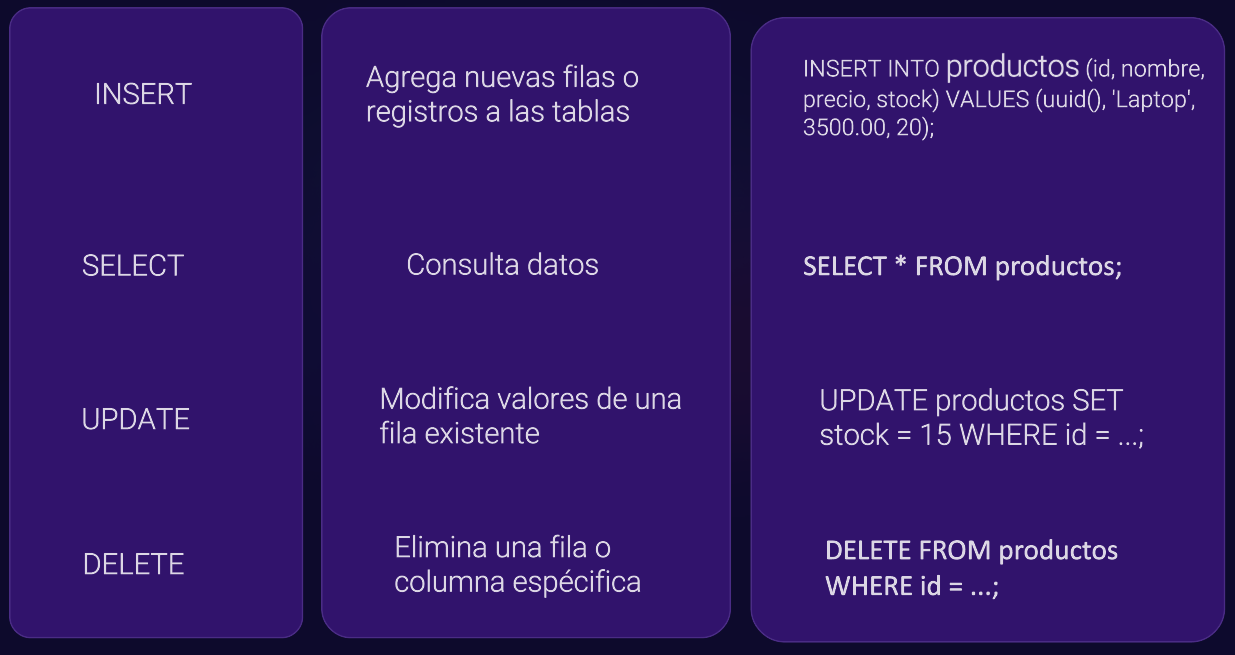 INSERT
Agrega nuevas filas o
registros a las tablas
INSERT INTO productos (id, nombre,
precio, stock) VALUES (uuid(), 'Laptop',
3500.00, 20);
SELECT
Consulta datos
SELECT * FROM productos;
UPDATE
Modifica valores de una
fila existente
UPDATE productos SET
stock = 15 WHERE id = ...;
DELETE
Elimina una fila o
columna espécifica
DELETE FROM productos
WHERE id = ...;